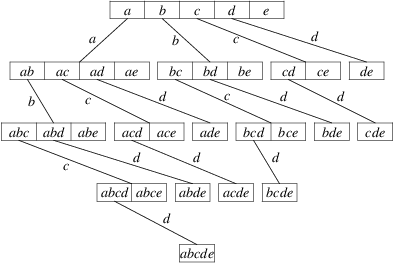 a b c d e
a b c d
ab ac ad ae bc bd be cd ce de
b c d c d d
abc abd abe acd ace ade bcd bce bde cde
c d d d
abcd abce abde acde bcde
d
abcde